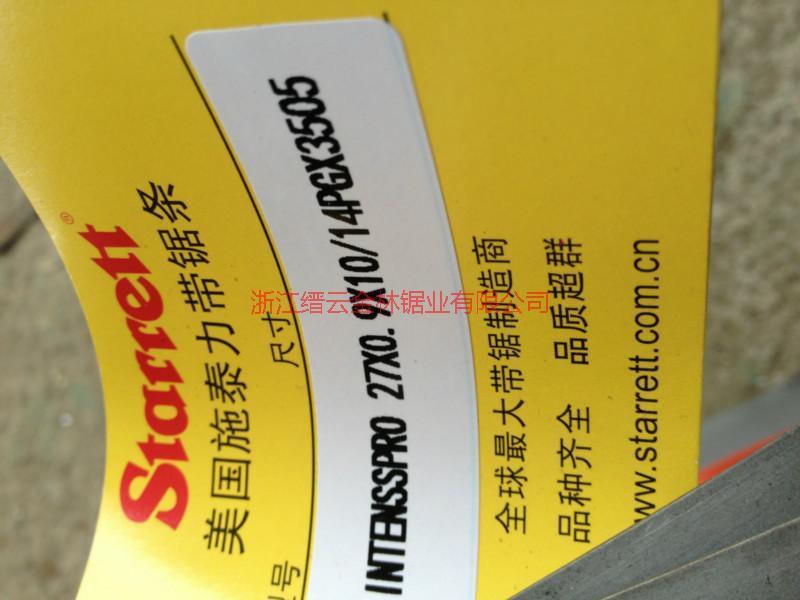 Starrett®
美国施泰力带锯条
型号
尺寸
INTENSSPRO 27X0.9X10/14PGX3505
全球最大带锯制造商
品种齐全 品质超群
www.starrett.com.cn
浙江缙云金林锯业有限公司